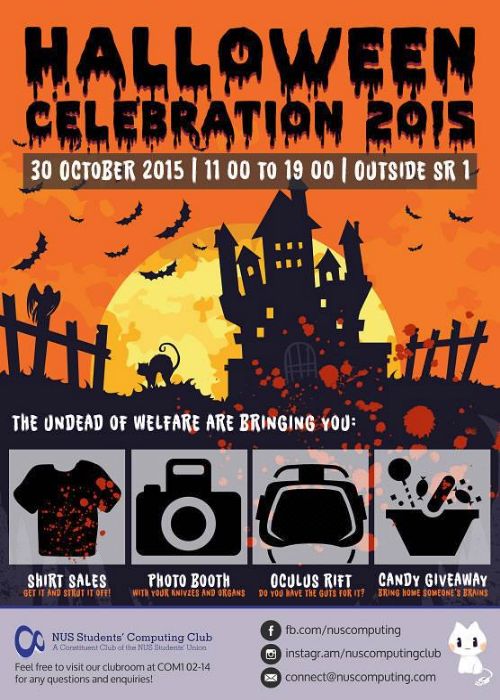 HALLOWEEN
CELEBRATION 2015
30 OCTOBER 2015 | 11 00 TO 19 00 | OUTSIDE SR 1
THE UNDEAD OF WELFARE ARE BRINGING YOU:
SHIRT SALES
GET IT AND STRUT IT OFF!
PHOTO BOOTH
WITH YOUR KNIVZES AND ORGANS
OCULUS RIFT
DO YOU HAVE THE GUTS FOR IT?
CANDY GIVEAWAY
BRING HOME SOMEONE'S BRAINS
NUS Students' Computing Club
A Constituent Club of the NUS Students' Union
Feel free to visit our clubroom at COM1 02-14
for any questions and enquiries!
fb.com/nuscomputing
instagr.am/nuscomputingclub
connect@nuscomputing.com